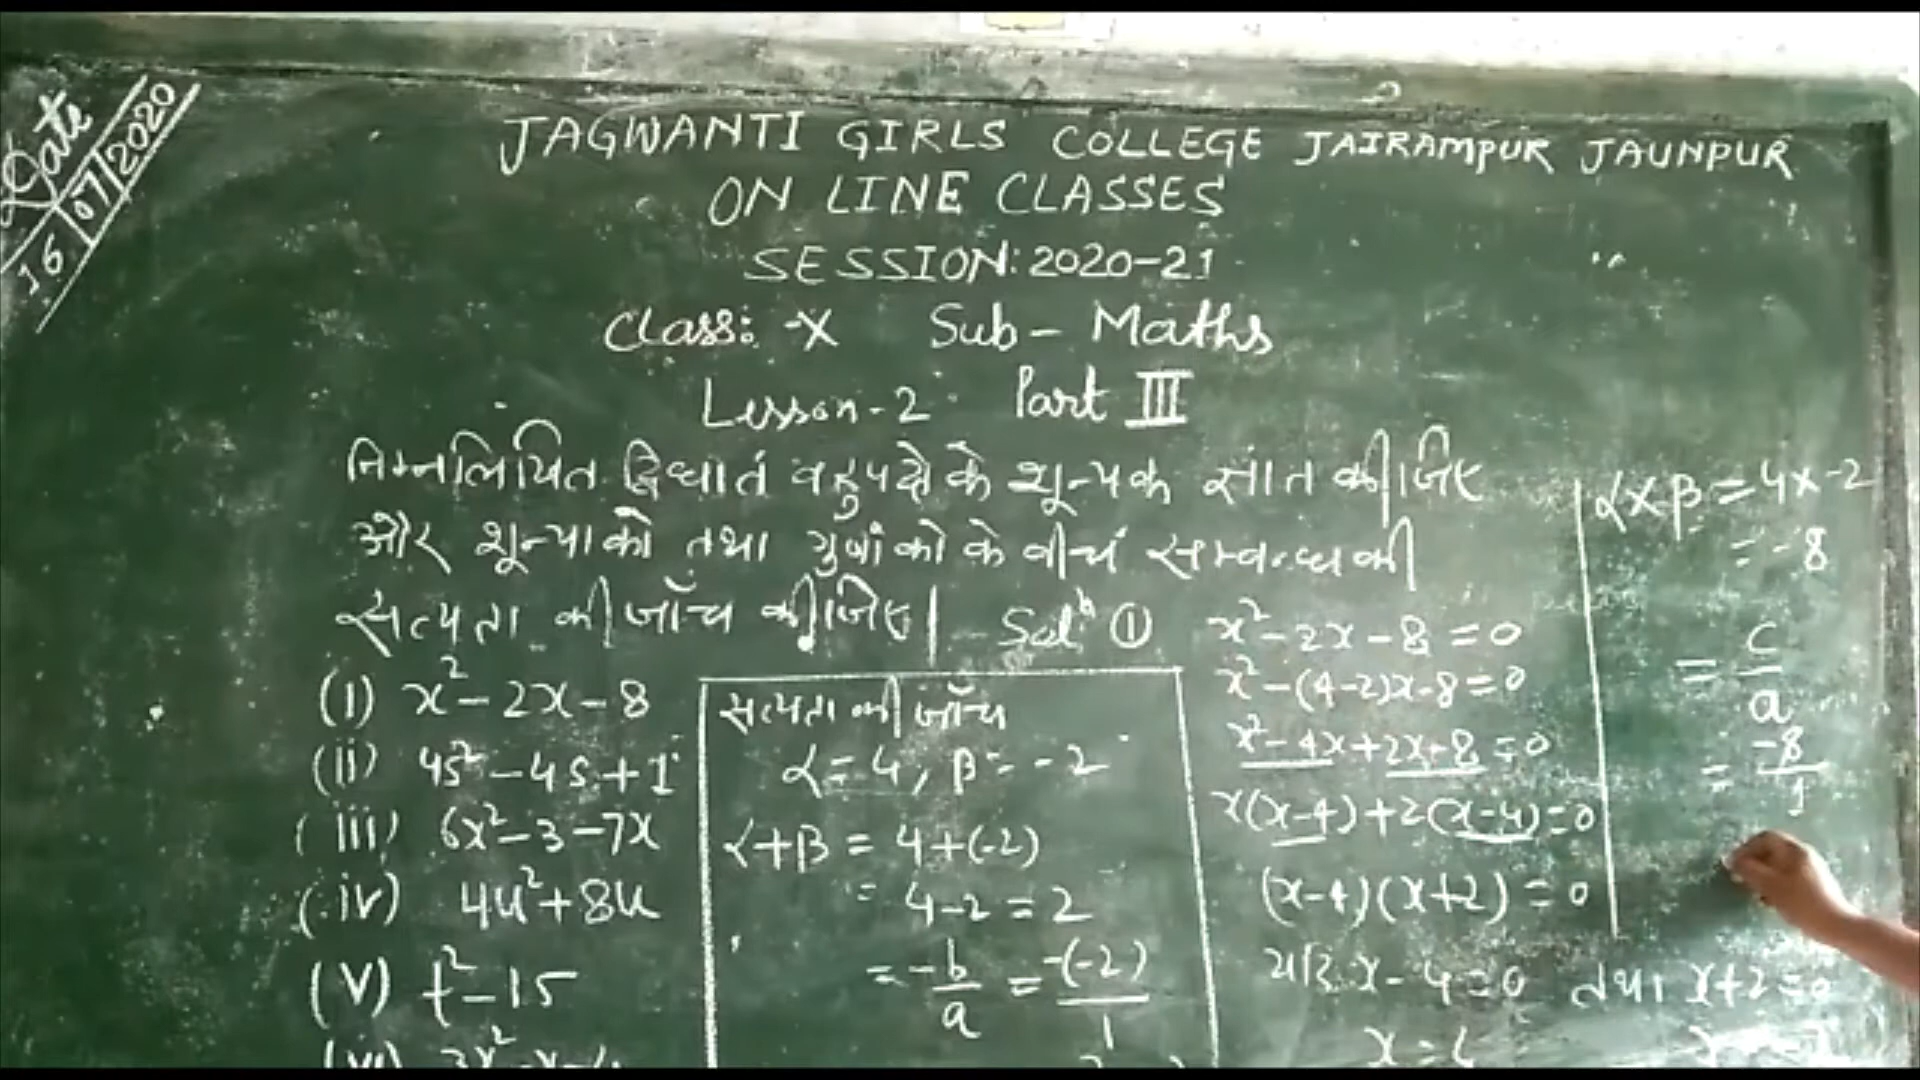 Date
16/07/2020
JAGWANTI GIRLS COLLEGE JAIRAMPUR JAUNPUR
ON LINE CLASSES
SESSION: 2020-21
Class: -X Sub - Maths
Lesson-2 Part III
निम्नलिखित द्विघातं बहुपदो के शून्यक ज्ञात कीजिए
और शून्याको तथा गुणांको के बीच सम्बन्ध की
सत्यता की जाँच कीजिए|
(i) x² - 2x - 8
(ii) 4s² - 4s + 1
(iii) 6x² - 3 - 7x
(iv) 4u² + 8u
(v) t² - 15
(vi) 3x² - x - 4
सत्यता की जाँच
α = 4, β = -2
α + β = 4 + (-2)
= 4 - 2 = 2
= -b/a = -(-2)/1
Solⁿ ① x² - 2x - 8 = 0
x² - (4-2)x - 8 = 0
x² - 4x + 2x - 8 = 0
x(x-4) + 2(x-4) = 0
(x-4)(x+2) = 0
यदि x - 4 = 0 तथा x + 2 = 0
α × β = 4x-2
= -8
= c/a
= -8/1